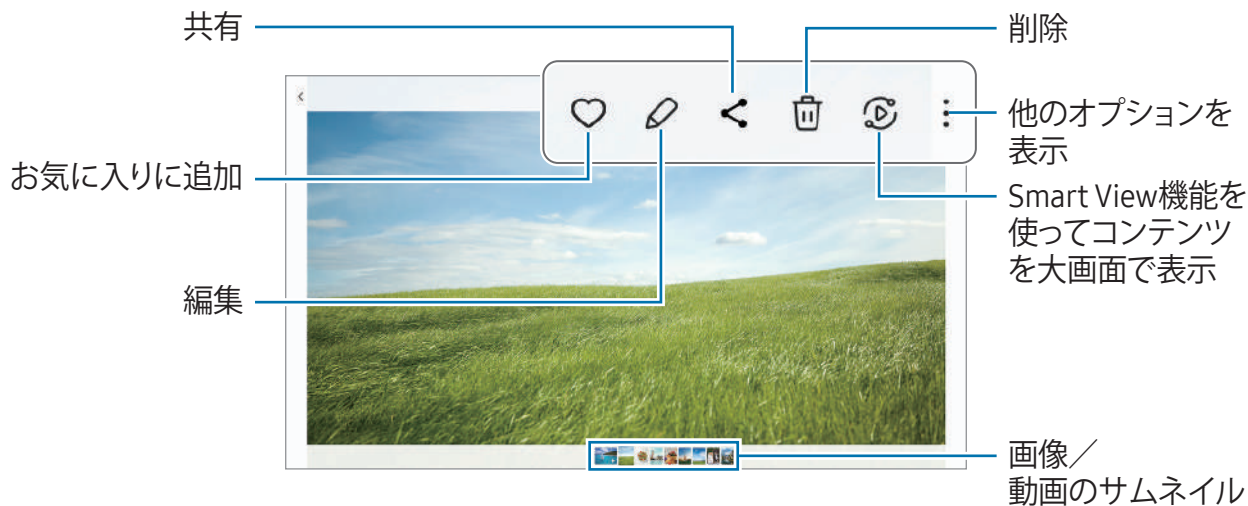 共有
削除
他のオプションを
表示
お気に入りに追加
Smart View機能を
使ってコンテンツ
を大画面で表示
編集
画像／
動画のサムネイル